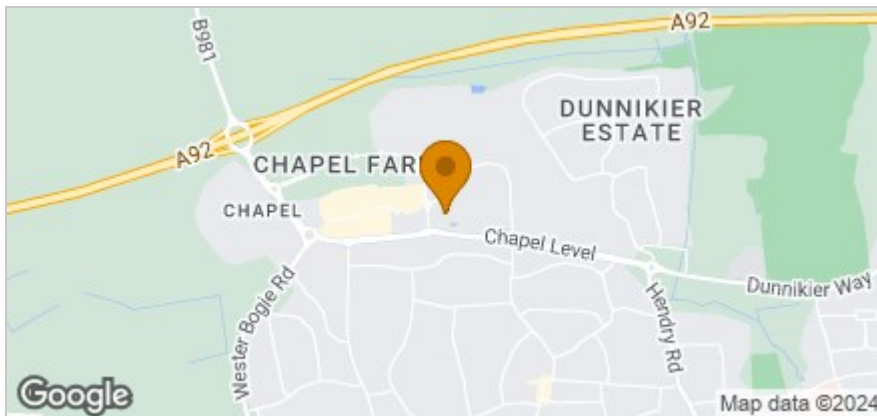 A92
B981
DUNNIKIER
ESTATE
A92
CHAPEL FAR
CHAPEL
Chapel Level
Dunnikier Way
Wester Bogie Rd
Hendry Rd
Google
Map data ©2024